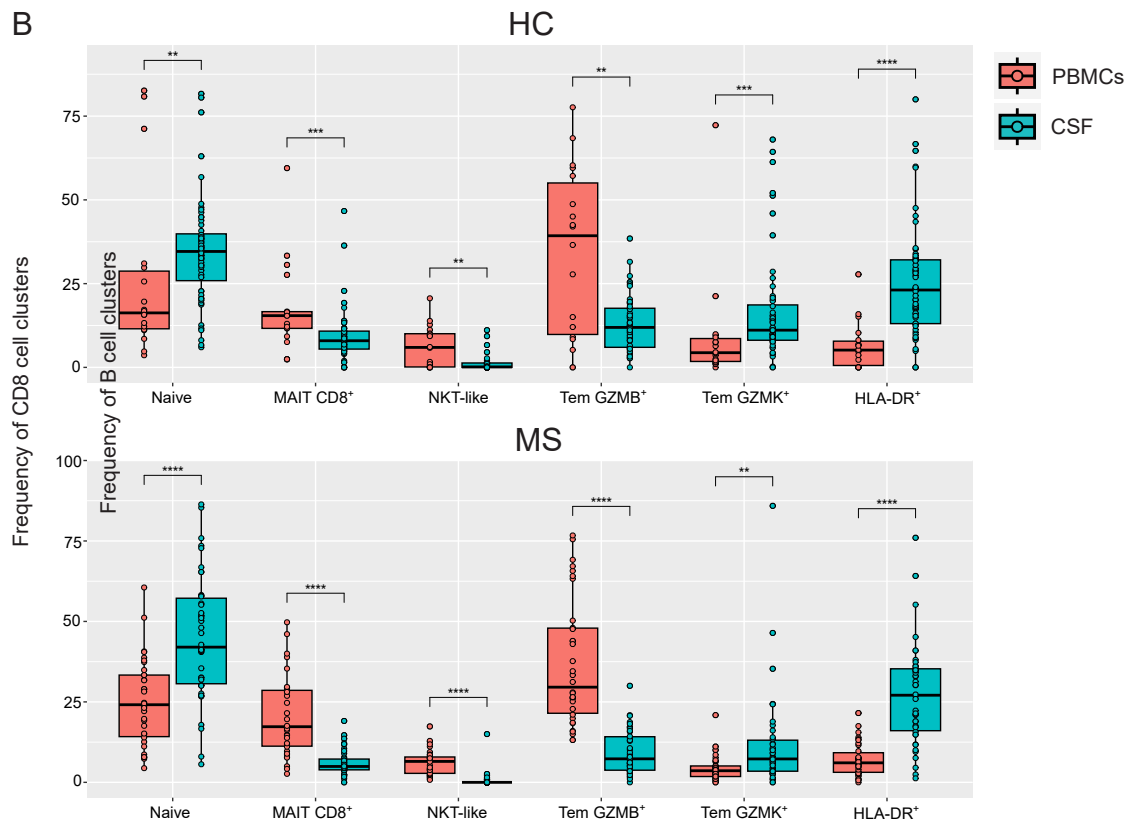 B
HC
PBMCs
CSF
Frequency of CD8 cell clusters
Frequency of B cell clusters
**
***
**
**
***
****
75
50
25
0
Naive MAIT CD8⁺ NKT-like Tem GZMB⁺ Tem GZMK⁺ HLA-DR⁺
MS
****
****
****
****
**
****
100
75
50
25
0
Naive MAIT CD8⁺ NKT-like Tem GZMB⁺ Tem GZMK⁺ HLA-DR⁺